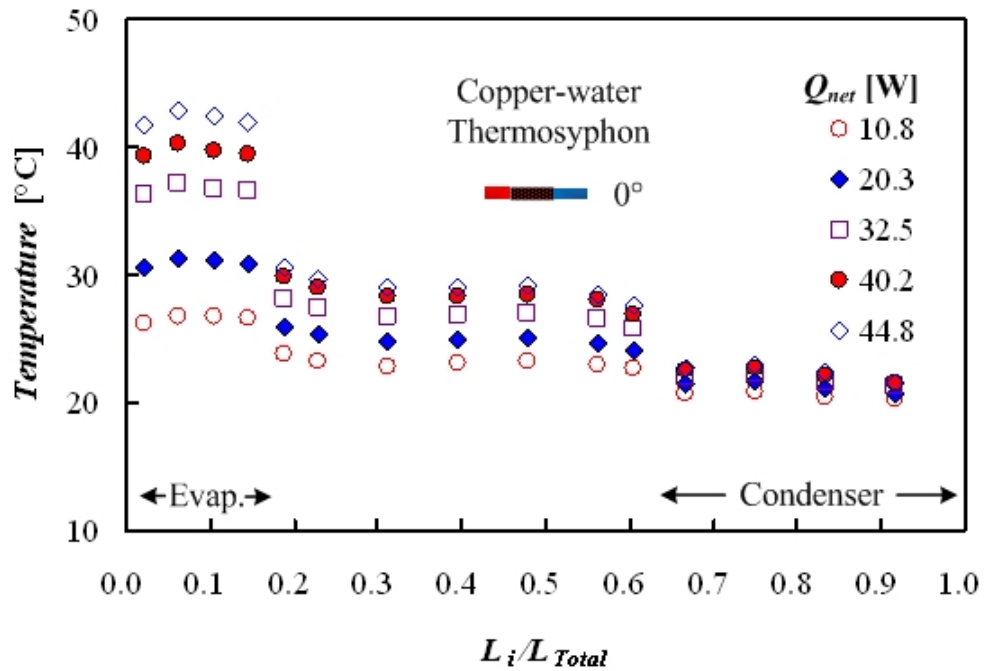 50
40
30
20
10
Temperature [°C]
Copper-water
Thermosyphon
0°
Qnet [W]
10.8
20.3
32.5
40.2
44.8
Evap.
Condenser
0.0 0.1 0.2 0.3 0.4 0.5 0.6 0.7 0.8 0.9 1.0
Li/LTotal